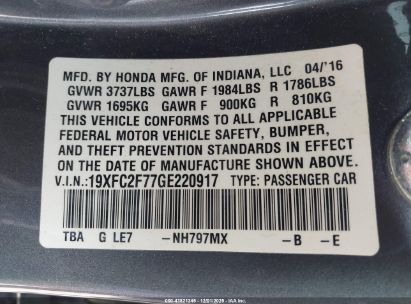 MFD. BY HONDA MFG. OF INDIANA, LLC 04/'16
GVWR 3737LBS GAWR F 1984LBS R 1786LBS
GVWR 1695KG GAWR F 900KG R 810KG
THIS VEHICLE CONFORMS TO ALL APPLICABLE
FEDERAL MOTOR VEHICLE SAFETY, BUMPER,
AND THEFT PREVENTION STANDARDS IN EFFECT
ON THE DATE OF MANUFACTURE SHOWN ABOVE.
V.I.N.: 19XFC2F77GE220917 TYPE: PASSENGER CAR
TBA G LE7 –NH797MX –B –E